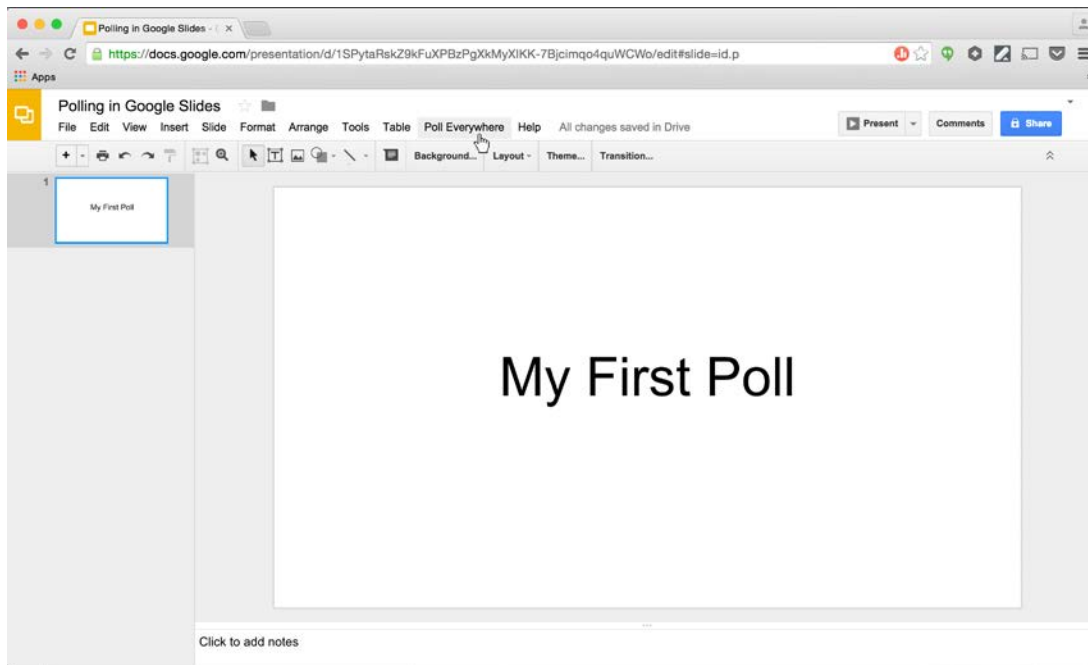 Polling in Google Slides - (
https://docs.google.com/presentation/d/1SPytaRskZ9kFuXPBzPgXkMyXIKK-7Bjcimqo4quWCWo/edit#slide=id.p
Apps
Polling in Google Slides
File Edit View Insert Slide Format Arrange Tools Table Poll Everywhere Help All changes saved in Drive
Present Comments Share
Background... Layout Theme... Transition...
1
My First Poll
My First Poll
Click to add notes